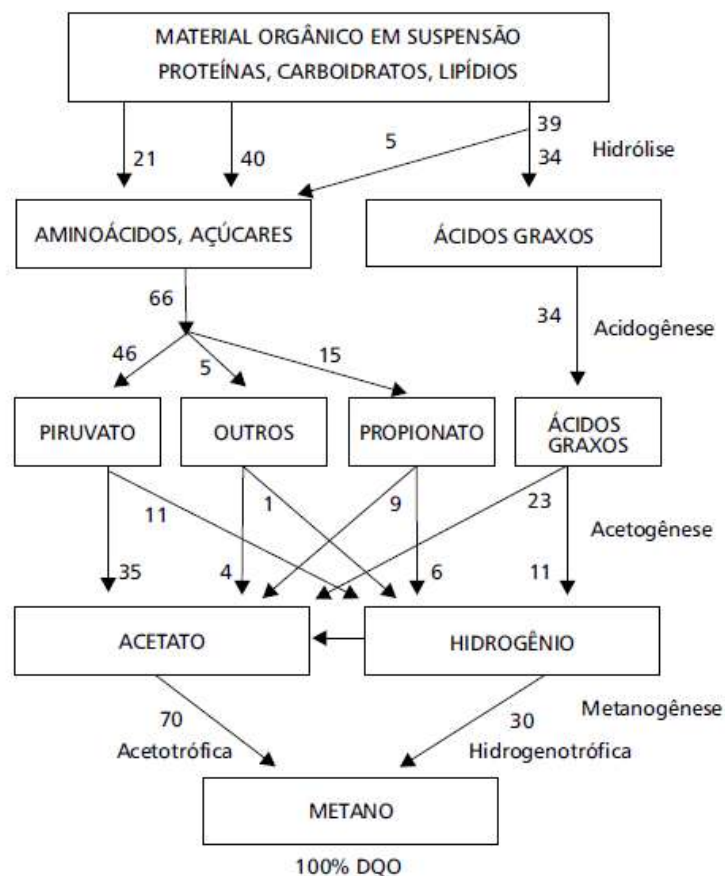 MATERIAL ORGÂNICO EM SUSPENSÃO
PROTEÍNAS, CARBOIDRATOS, LIPÍDIOS
21
40
5
39
34
Hidrólise
AMINOÁCIDOS, AÇÚCARES
ÁCIDOS GRAXOS
66
34
Acidogênese
46
5
15
PIRUVATO
OUTROS
PROPIONATO
ÁCIDOS
GRAXOS
11
1
9
23
Acetogênese
35
4
6
11
ACETATO
HIDROGÊNIO
70
30
Metanogênese
Acetotrófica
Hidrogenotrófica
METANO
100% DQO